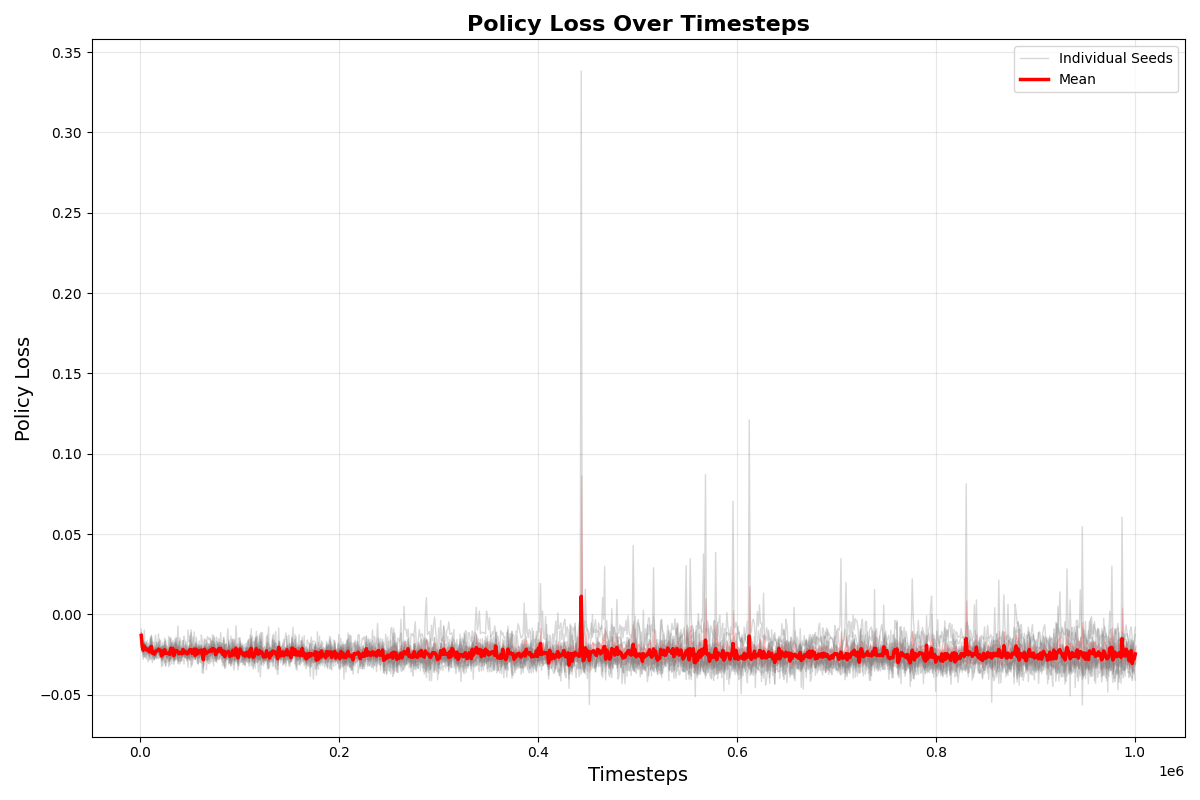 Policy Loss Over Timesteps
Individual Seeds
Mean
Policy Loss
0.35
0.30
0.25
0.20
0.15
0.10
0.05
0.00
−0.05
0.0 0.2 0.4 0.6 0.8 1.0
1e6
Timesteps